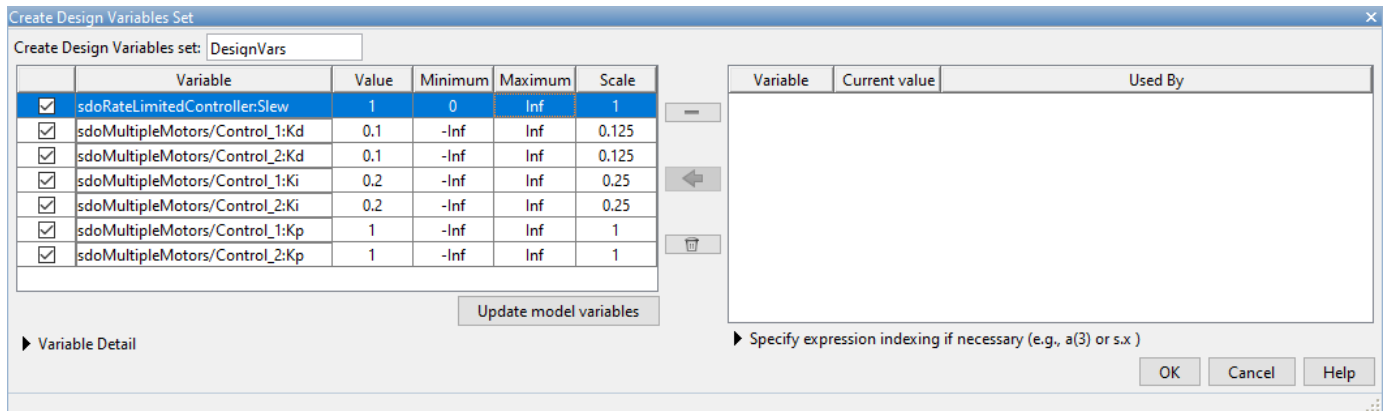 Create Design Variables Set
Create Design Variables set: DesignVars
Variable Value Minimum Maximum Scale
sdoRateLimitedController:Slew 1 0 Inf 1
sdoMultipleMotors/Control_1:Kd 0.1 -Inf Inf 0.125
sdoMultipleMotors/Control_2:Kd 0.1 -Inf Inf 0.125
sdoMultipleMotors/Control_1:Ki 0.2 -Inf Inf 0.25
sdoMultipleMotors/Control_2:Ki 0.2 -Inf Inf 0.25
sdoMultipleMotors/Control_1:Kp 1 -Inf Inf 1
sdoMultipleMotors/Control_2:Kp 1 -Inf Inf 1
Update model variables
Variable Detail
Variable Current value Used By
Specify expression indexing if necessary (e.g., a(3) or s.x )
OK Cancel Help